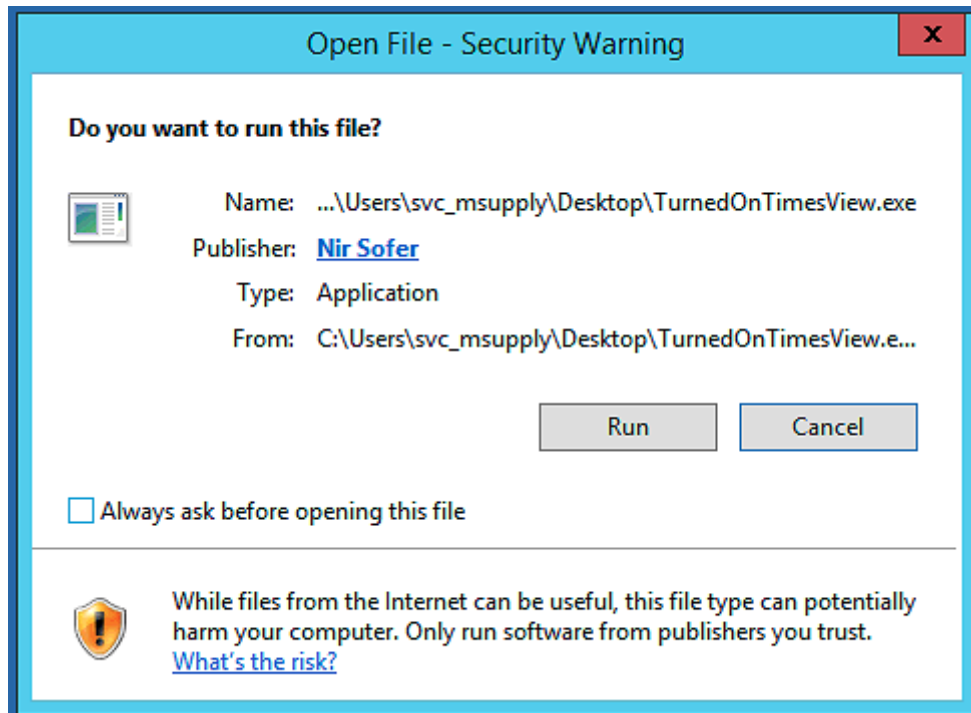 Open File - Security Warning
x
Do you want to run this file?
Name: ...\Users\svc_msupply\Desktop\TurnedOnTimesView.exe
Publisher: Nir Sofer
Type: Application
From: C:\Users\svc_msupply\Desktop\TurnedOnTimesView.e...
Run Cancel
Always ask before opening this file
While files from the Internet can be useful, this file type can potentially
harm your computer. Only run software from publishers you trust.
What's the risk?